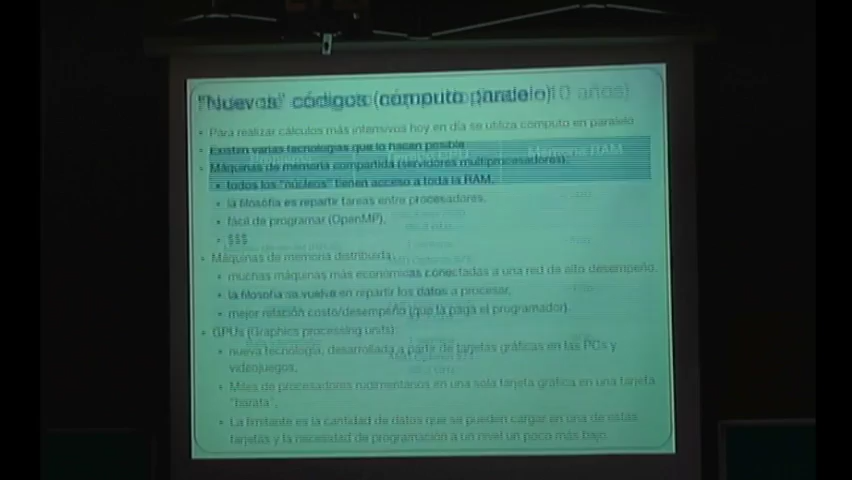 "Nuevos" códigos (cómputo paralelo) 10 años)
Para realizar cálculos más intensivos hoy en día se utiliza cómputo en paralelo
Existen varias tecnologías que lo hacen posible
Máquinas de memoria compartida (servidores multiprocesadores): Memoria RAM
todos los "núcleos" tienen acceso a toda la RAM,
la filosofía es repartir tareas entre procesadores,
fácil de programar (OpenMP),
$$$
Máquinas de memoria distribuida:
muchas máquinas más económicas conectadas a una red de alto desempeño,
la filosofía se vuelve en repartir los datos a procesar,
mejor relación costo/desempeño (que la paga el programador).
GPUs (Graphics processing units):
nueva tecnología, desarrollada a partir de tarjetas gráficas en las PCs y
videojuegos,
Miles de procesadores rudimentarios en una sola tarjeta gráfica en una tarjeta
"barata",
La limitante es la cantidad de datos que se pueden cargar en una de estas
tarjetas y la necesidad de programación a un nivel un poco más bajo.